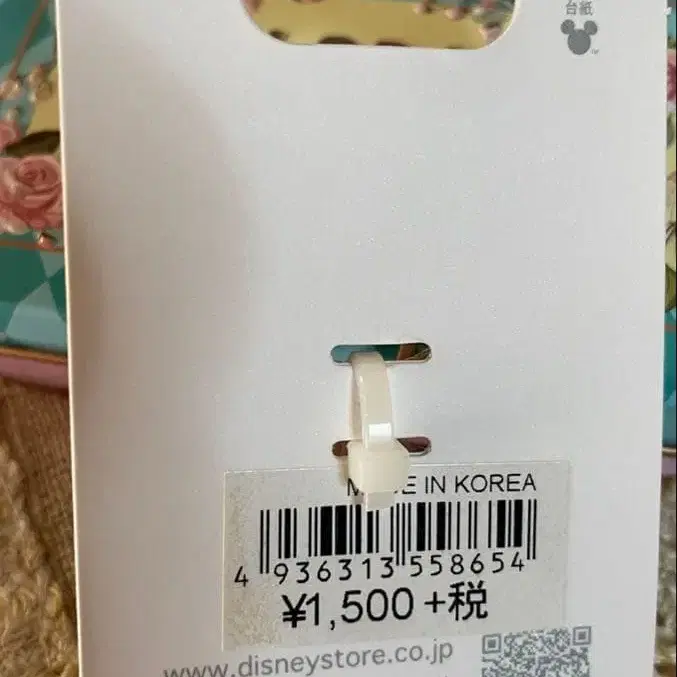 台紙
MADE IN KOREA
4 936313 558654
¥1,500 +税
www.disneystore.co.jp